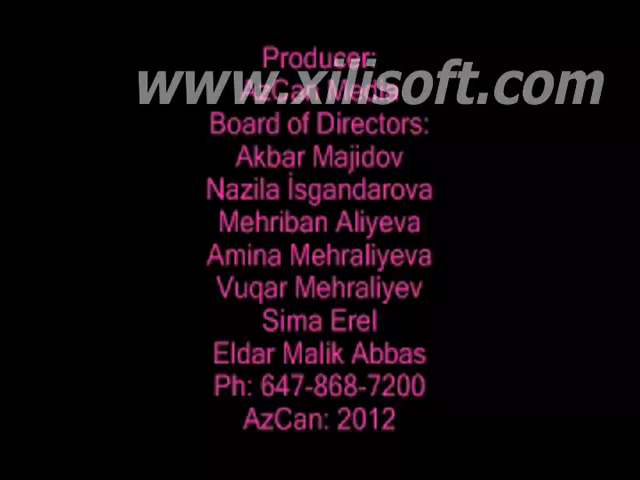 Producer:
www.xilisoft.com
AzCan Media
Board of Directors:
Akbar Majidov
Nazila İsgandarova
Mehriban Aliyeva
Amina Mehraliyeva
Vuqar Mehraliyev
Sima Erel
Eldar Malik Abbas
Ph: 647-868-7200
AzCan: 2012